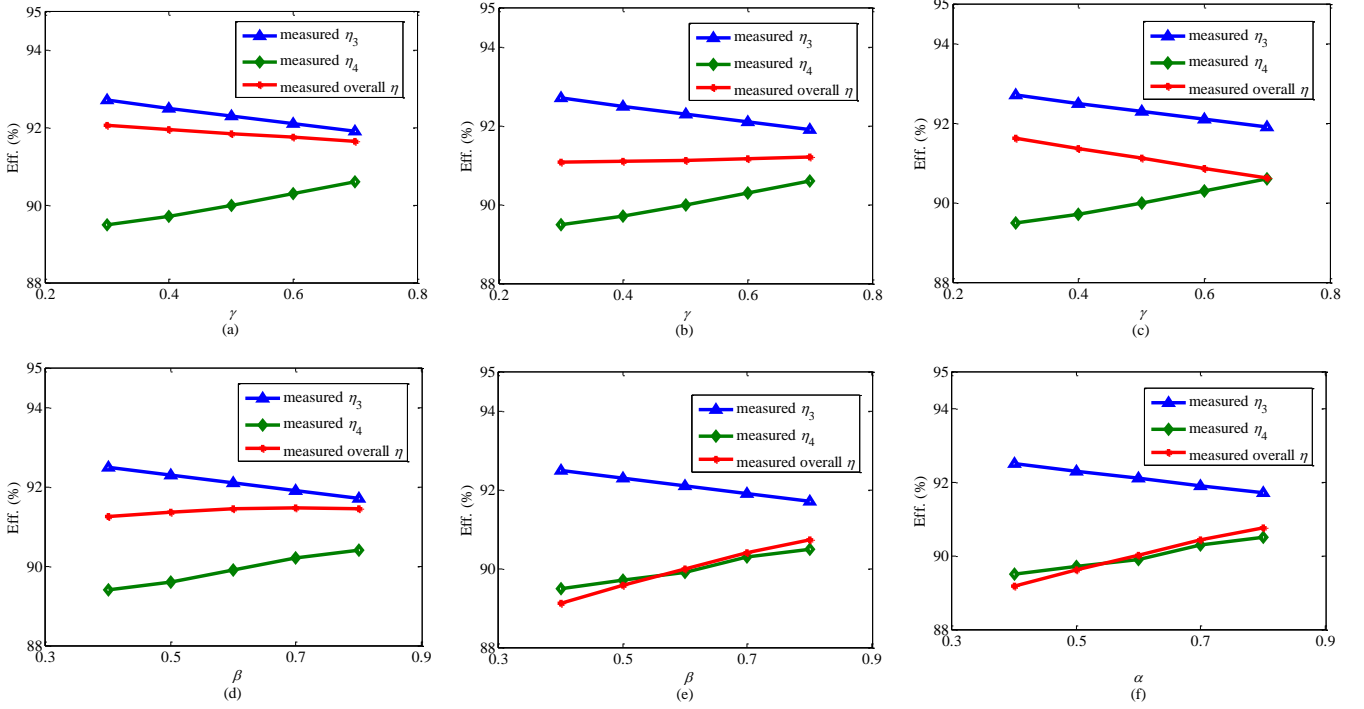 95
94
92
90
88
Eff. (%)
measured η3
measured η4
measured overall η
0.2
0.4
0.6
0.8
γ
(a)
95
94
92
90
88
Eff. (%)
measured η3
measured η4
measured overall η
0.2
0.4
0.6
0.8
γ
(b)
95
94
92
90
88
Eff. (%)
measured η3
measured η4
measured overall η
0.2
0.4
0.6
0.8
γ
(c)
95
94
92
90
88
Eff. (%)
measured η3
measured η4
measured overall η
0.3
0.5
0.7
0.9
β
(d)
95
94
92
90
88
Eff. (%)
measured η3
measured η4
measured overall η
0.3
0.5
0.7
0.9
β
(e)
95
94
92
90
88
Eff. (%)
measured η3
measured η4
measured overall η
0.3
0.5
0.7
0.9
α
(f)